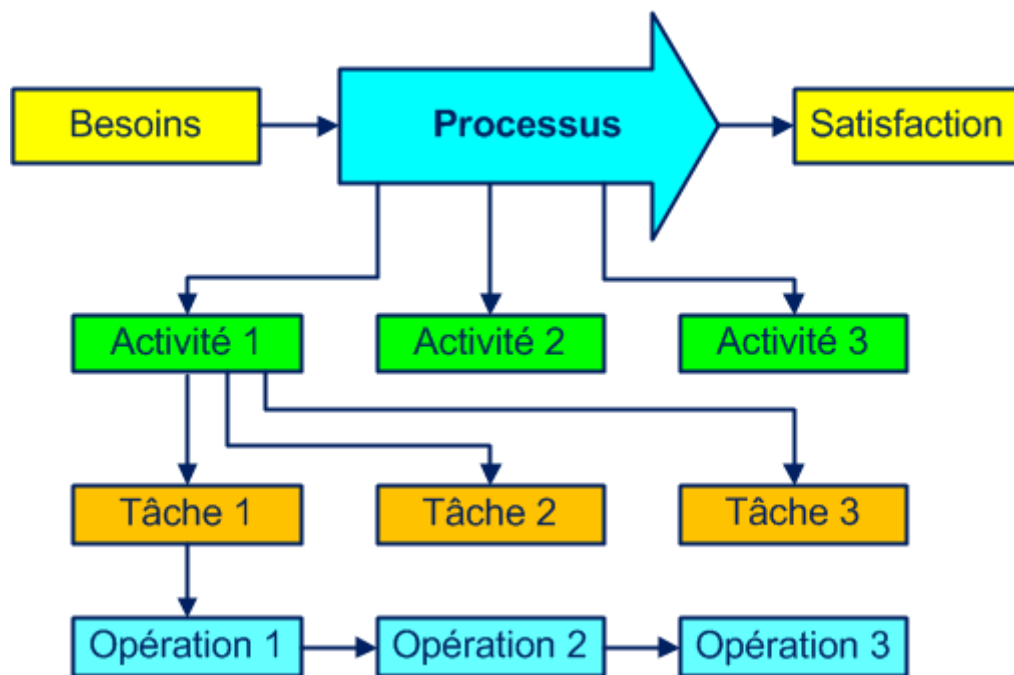 Besoins
Processus
Satisfaction
Activité 1
Activité 2
Activité 3
Tâche 1
Tâche 2
Tâche 3
Opération 1
Opération 2
Opération 3